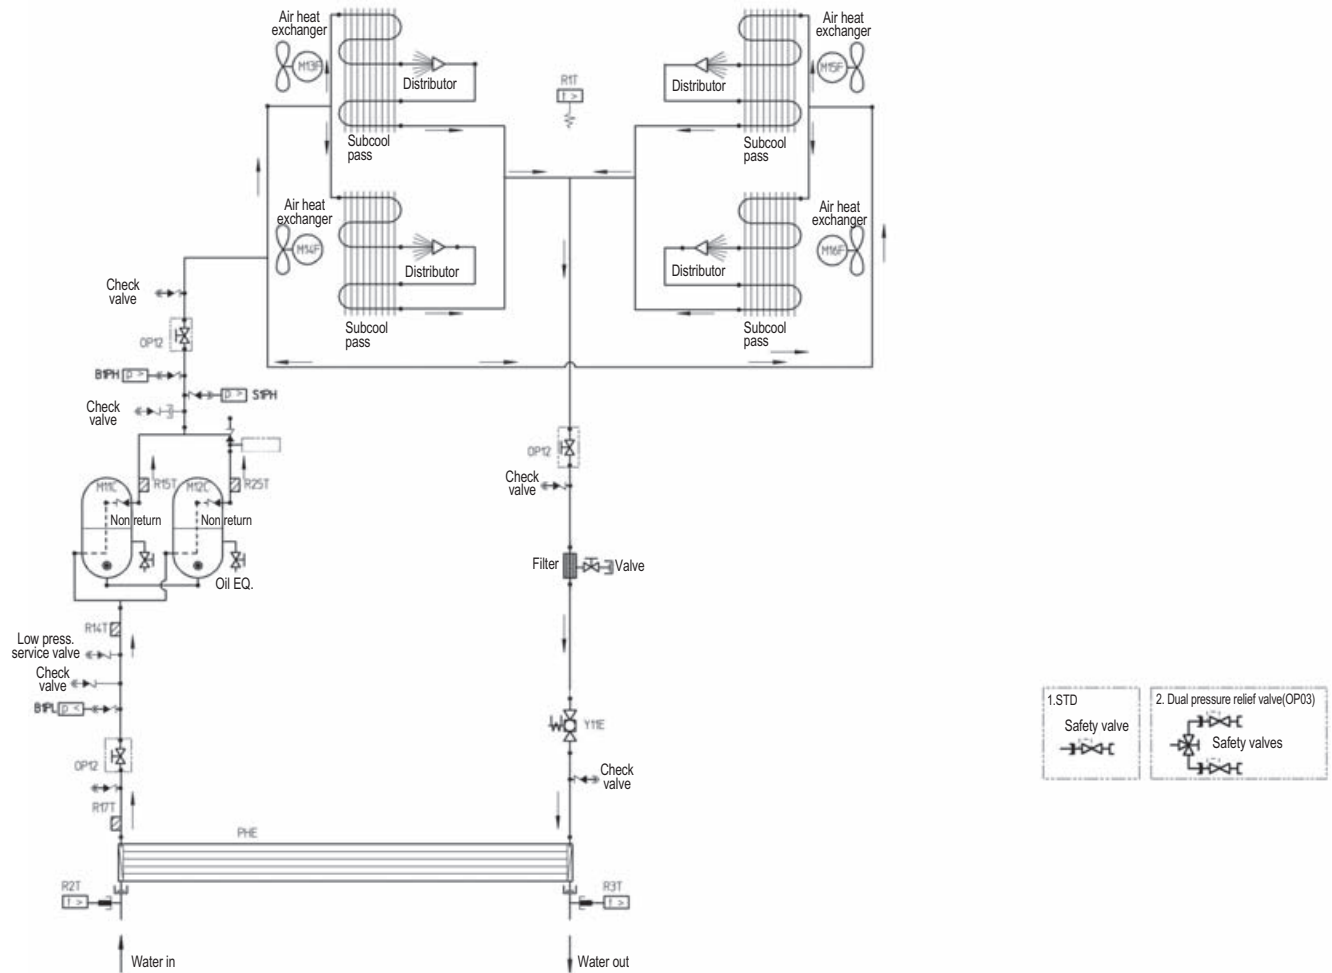 Air heat
exchanger
M13F
Distributor
Subcool
pass
R1T
t >
Air heat
exchanger
M15F
Distributor
Subcool
pass
Air heat
exchanger
M14F
Distributor
Subcool
pass
Air heat
exchanger
M16F
Distributor
Subcool
pass
Check
valve
OP12
B1PH
p >
p >
S1PH
Check
valve
M11C
R15T
M12C
R25T
Non return
Non return
Oil EQ.
OP12
Check
valve
Filter
Valve
R14T
Low press.
service valve
Check
valve
B1PL
p <
OP12
R17T
Y11E
Check
valve
PHE
R2T
t >
R3T
t >
Water in
Water out
1.STD
Safety valve
2. Dual pressure relief valve(OP03)
Safety valves